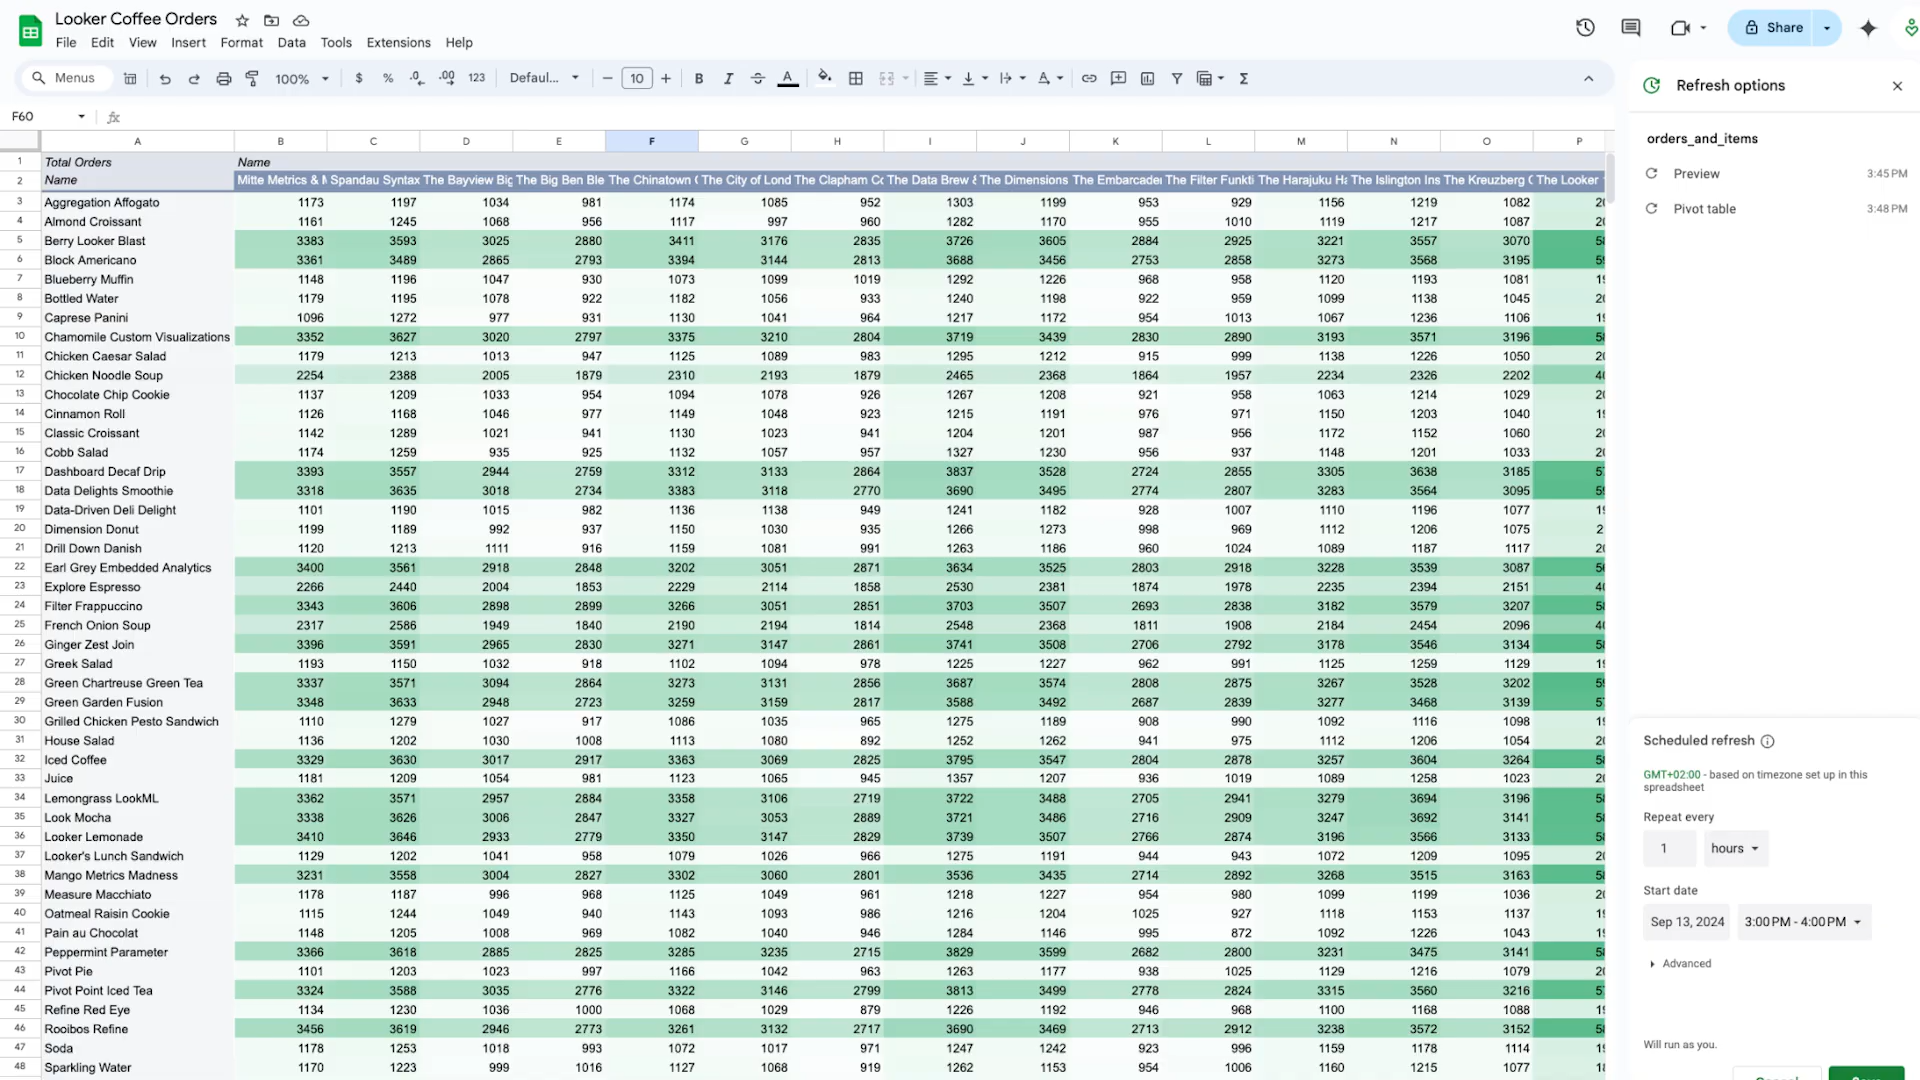 Looker Coffee Orders
File Edit View Insert Format Data Tools Extensions Help
Share
Menus 100% $ % .0 .00 123 Defaul... 10 B I A
F60
A B C D E F G H I J K L M N O P
1 Total Orders Name
2 Name Mitte Metrics & M Spandau Syntax The Bayview Big The Big Ben Ble The Chinatown The City of Lond The Clapham Co The Data Brew & The Dimensions The Embarcader The Filter Funkti The Harajuku Ha The Islington Ins The Kreuzberg The Looker
3 Aggregation Affogato 1173 1197 1034 981 1174 1085 952 1303 1199 953 929 1156 1219 1082 20
4 Almond Croissant 1161 1245 1068 956 1117 997 960 1282 1170 955 1010 1119 1217 1087 20
5 Berry Looker Blast 3383 3593 3025 2880 3411 3176 2835 3726 3605 2884 2925 3221 3557 3070 58
6 Block Americano 3361 3489 2865 2793 3394 3144 2813 3688 3456 2753 2858 3273 3568 3195 59
7 Blueberry Muffin 1148 1196 1047 930 1073 1099 1019 1292 1226 968 958 1120 1193 1081 19
8 Bottled Water 1179 1195 1078 922 1182 1056 933 1240 1198 922 959 1099 1138 1045 20
9 Caprese Panini 1096 1272 977 931 1130 1041 964 1217 1172 954 1013 1067 1236 1106 19
10 Chamomile Custom Visualizations 3352 3627 3020 2797 3375 3210 2804 3719 3439 2830 2890 3193 3571 3196 58
11 Chicken Caesar Salad 1179 1213 1013 947 1125 1089 983 1295 1212 915 999 1138 1226 1050 20
12 Chicken Noodle Soup 2254 2388 2005 1879 2310 2193 1879 2465 2368 1864 1957 2234 2326 2202 40
13 Chocolate Chip Cookie 1137 1209 1033 954 1094 1078 926 1267 1208 921 958 1063 1214 1029 20
14 Cinnamon Roll 1126 1168 1046 977 1149 1048 923 1215 1191 976 971 1150 1203 1040 19
15 Classic Croissant 1142 1289 1021 941 1130 1023 941 1204 1201 987 956 1172 1152 1060 20
16 Cobb Salad 1174 1259 935 925 1132 1057 957 1327 1230 956 937 1148 1201 1033 20
17 Dashboard Decaf Drip 3393 3557 2944 2759 3312 3133 2864 3837 3528 2724 2855 3305 3638 3185 57
18 Data Delights Smoothie 3318 3635 3018 2734 3383 3118 2770 3690 3495 2774 2807 3283 3564 3095 59
19 Data-Driven Deli Delight 1101 1190 1015 982 1136 1138 949 1241 1182 928 1007 1110 1196 1077 19
20 Dimension Donut 1199 1189 992 937 1150 1030 935 1266 1273 998 969 1112 1206 1075 2
21 Drill Down Danish 1120 1213 1111 916 1159 1081 991 1263 1186 960 1024 1089 1187 1117 20
22 Earl Grey Embedded Analytics 3400 3561 2918 2848 3202 3051 2871 3634 3525 2803 2918 3228 3539 3087 56
23 Explore Espresso 2266 2440 2004 1853 2229 2114 1858 2530 2381 1874 1978 2235 2394 2151 40
24 Filter Frappuccino 3343 3606 2898 2899 3266 3051 2851 3703 3507 2693 2838 3182 3579 3207 58
25 French Onion Soup 2317 2586 1949 1840 2190 2194 1814 2548 2368 1811 1908 2184 2454 2096 40
26 Ginger Zest Join 3396 3591 2965 2830 3271 3147 2861 3741 3508 2706 2792 3178 3546 3134 58
27 Greek Salad 1193 1150 1032 918 1102 1094 978 1225 1227 962 991 1125 1259 1129 19
28 Green Chartreuse Green Tea 3337 3571 3094 2864 3273 3131 2856 3687 3574 2808 2875 3267 3528 3202 59
29 Green Garden Fusion 3348 3633 2948 2723 3259 3159 2817 3588 3492 2687 2839 3277 3468 3139 57
30 Grilled Chicken Pesto Sandwich 1110 1279 1027 917 1086 1035 965 1275 1189 908 990 1092 1116 1098 19
31 House Salad 1136 1202 1030 1008 1113 1080 892 1252 1262 941 975 1112 1206 1054 20
32 Iced Coffee 3329 3630 3017 2917 3363 3069 2825 3795 3547 2804 2878 3257 3604 3264 58
33 Juice 1181 1209 1054 981 1123 1065 945 1357 1207 936 1019 1089 1258 1023 20
34 Lemongrass LookML 3362 3571 2957 2884 3358 3106 2719 3722 3488 2705 2941 3279 3694 3196 58
35 Look Mocha 3338 3626 3006 2847 3327 3053 2889 3721 3486 2716 2909 3247 3692 3141 58
36 Looker Lemonade 3410 3646 2933 2779 3350 3147 2829 3739 3507 2766 2874 3196 3566 3133 58
37 Looker's Lunch Sandwich 1129 1202 1041 958 1079 1026 966 1275 1191 944 943 1072 1209 1095 20
38 Mango Metrics Madness 3231 3558 3004 2827 3302 3060 2801 3536 3435 2714 2892 3268 3515 3163 58
39 Measure Macchiato 1178 1187 996 968 1125 1049 961 1218 1227 954 980 1099 1199 1036 20
40 Oatmeal Raisin Cookie 1115 1244 1049 940 1143 1093 986 1216 1204 1025 927 1118 1153 1137 19
41 Pain au Chocolat 1148 1205 1008 969 1082 1040 946 1284 1146 995 872 1092 1226 1043 19
42 Peppermint Parameter 3366 3618 2885 2825 3285 3235 2715 3829 3599 2682 2800 3231 3475 3141 58
43 Pivot Pie 1101 1203 1023 997 1166 1042 963 1263 1177 938 1025 1129 1216 1079 20
44 Pivot Point Iced Tea 3324 3588 3035 2776 3322 3146 2799 3813 3499 2778 2824 3315 3560 3216 57
45 Refine Red Eye 1134 1230 1036 1000 1068 1029 879 1226 1192 946 968 1100 1168 1088 19
46 Rooibos Refine 3456 3619 2946 2773 3261 3132 2717 3690 3469 2713 2912 3238 3572 3152 58
47 Soda 1178 1253 1018 993 1072 1017 971 1247 1242 923 996 1159 1178 1114 19
48 Sparkling Water 1170 1223 999 1016 1127 1068 919 1262 1153 954 1006 1160 1215 1077 18
Refresh options
orders_and_items
Preview 3:45 PM
Pivot table 3:48 PM
Scheduled refresh
GMT+02:00 - based on timezone set up in this
spreadsheet
Repeat every
1 hours
Start date
Sep 13, 2024 3:00 PM - 4:00 PM
Advanced
Will run as you.